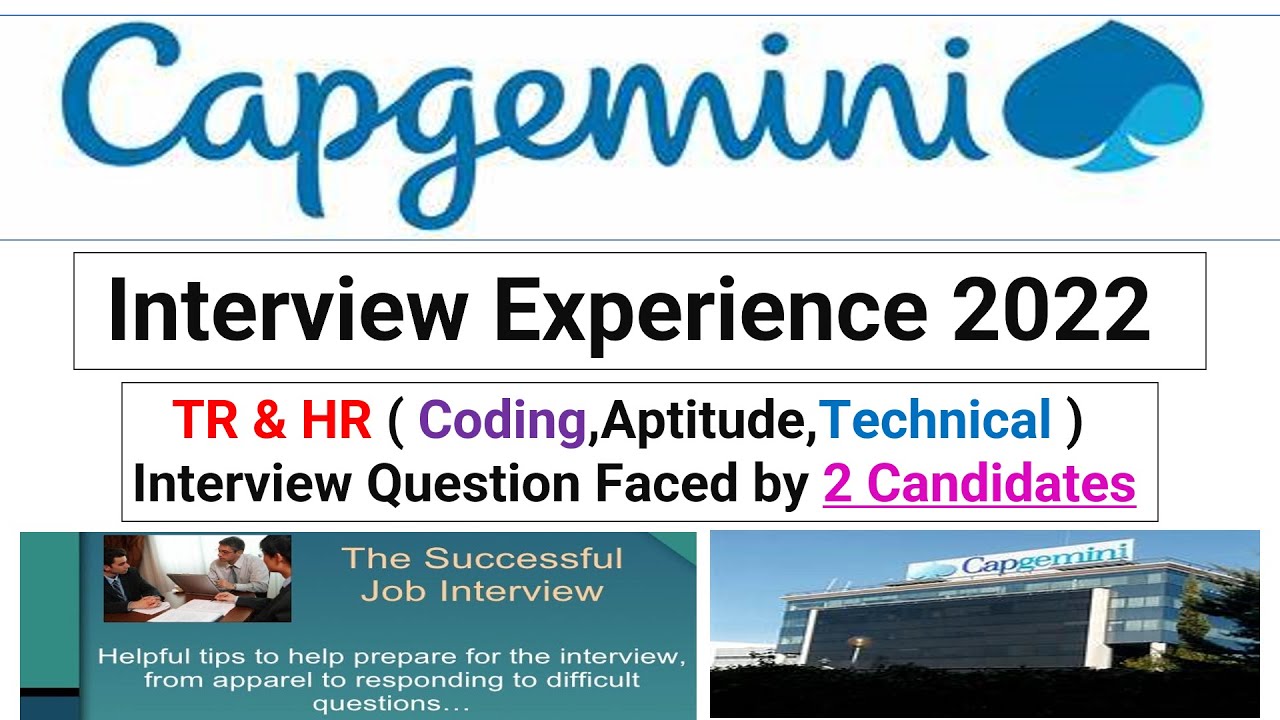 Capgemini
Interview Experience 2022
TR & HR ( Coding,Aptitude,Technical )
Interview Question Faced by 2 Candidates
The Successful
Job Interview
Helpful tips to help prepare for the interview,
from apparel to responding to difficult
questions...
Capgemini